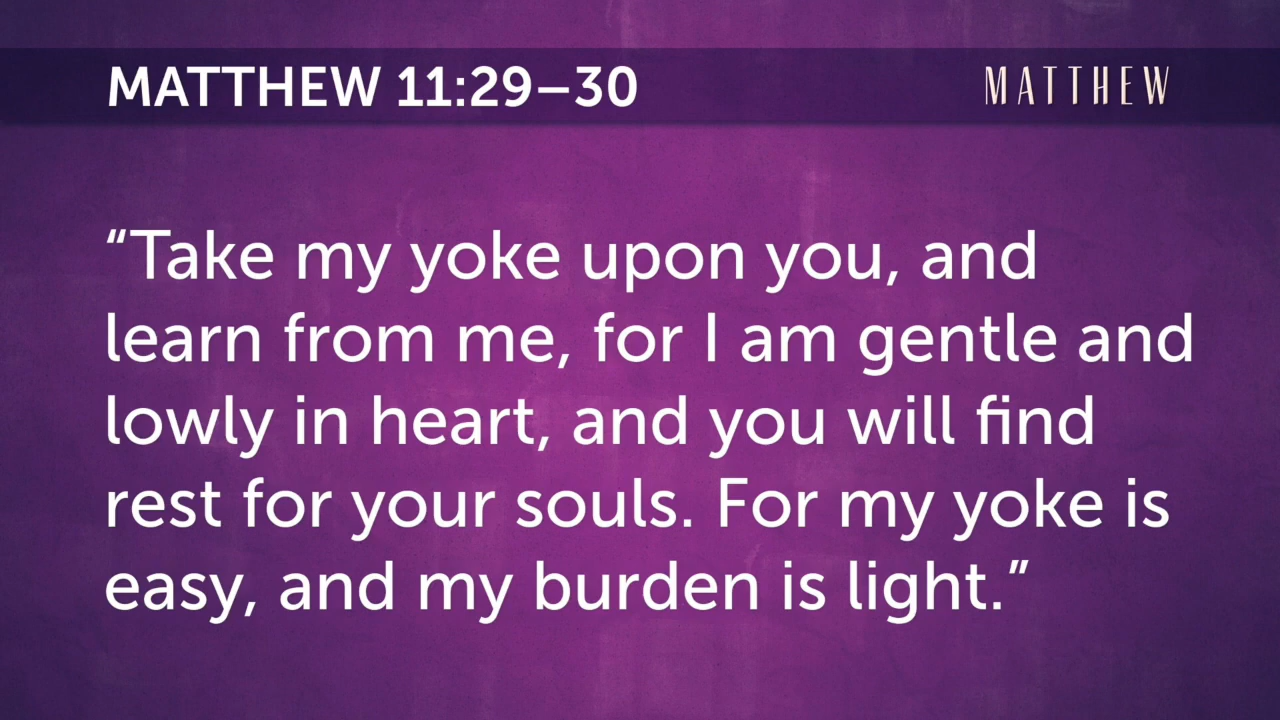 MATTHEW 11:29–30
MATTHEW
“Take my yoke upon you, and
learn from me, for I am gentle and
lowly in heart, and you will find
rest for your souls. For my yoke is
easy, and my burden is light.”